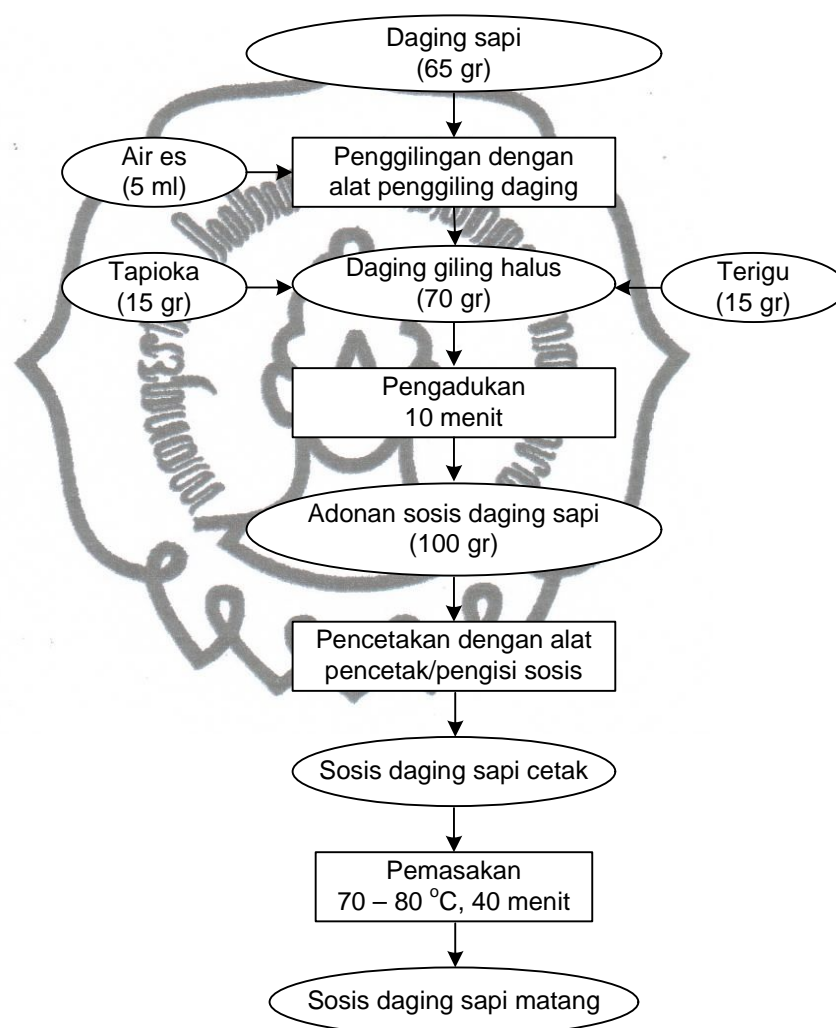 Daging sapi
(65 gr)
Air es
(5 ml)
Penggilingan dengan
alat penggiling daging
Tapioka
(15 gr)
Daging giling halus
(70 gr)
Terigu
(15 gr)
Pengadukan
10 menit
Adonan sosis daging sapi
(100 gr)
Pencetakan dengan alat
pencetak/pengisi sosis
Sosis daging sapi cetak
Pemasakan
70 – 80 °C, 40 menit
Sosis daging sapi matang